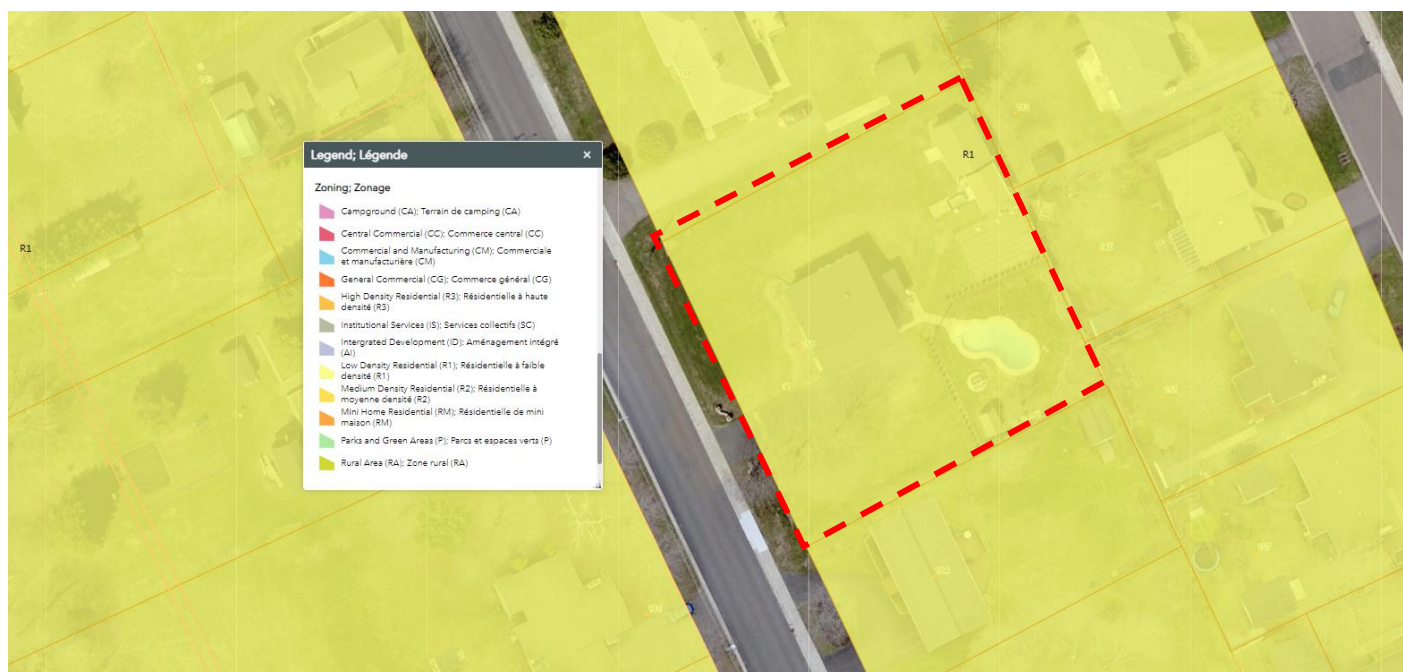 930
R1
Legend; Légende
×
Zoning; Zonage
Campground (CA); Terrain de camping (CA)
Central Commercial (CC); Commerce central (CC)
Commercial and Manufacturing (CM); Commerciale
et manufacturière (CM)
General Commercial (CG); Commerce général (CG)
High Density Residential (R3); Résidentielle à haute
densité (R3)
Institutional Services (IS); Services collectifs (SC)
Intergrated Development (ID); Aménagement intégré
(AI)
Low Density Residential (R1); Résidentielle à faible
densité (R1)
Medium Density Residential (R2); Résidentielle à
moyenne densité (R2)
Mini Home Residential (RM); Résidentielle de mini
maison (RM)
Parks and Green Areas (P); Parcs et espaces verts (P)
Rural Area (RA); Zone rural (RA)
R1